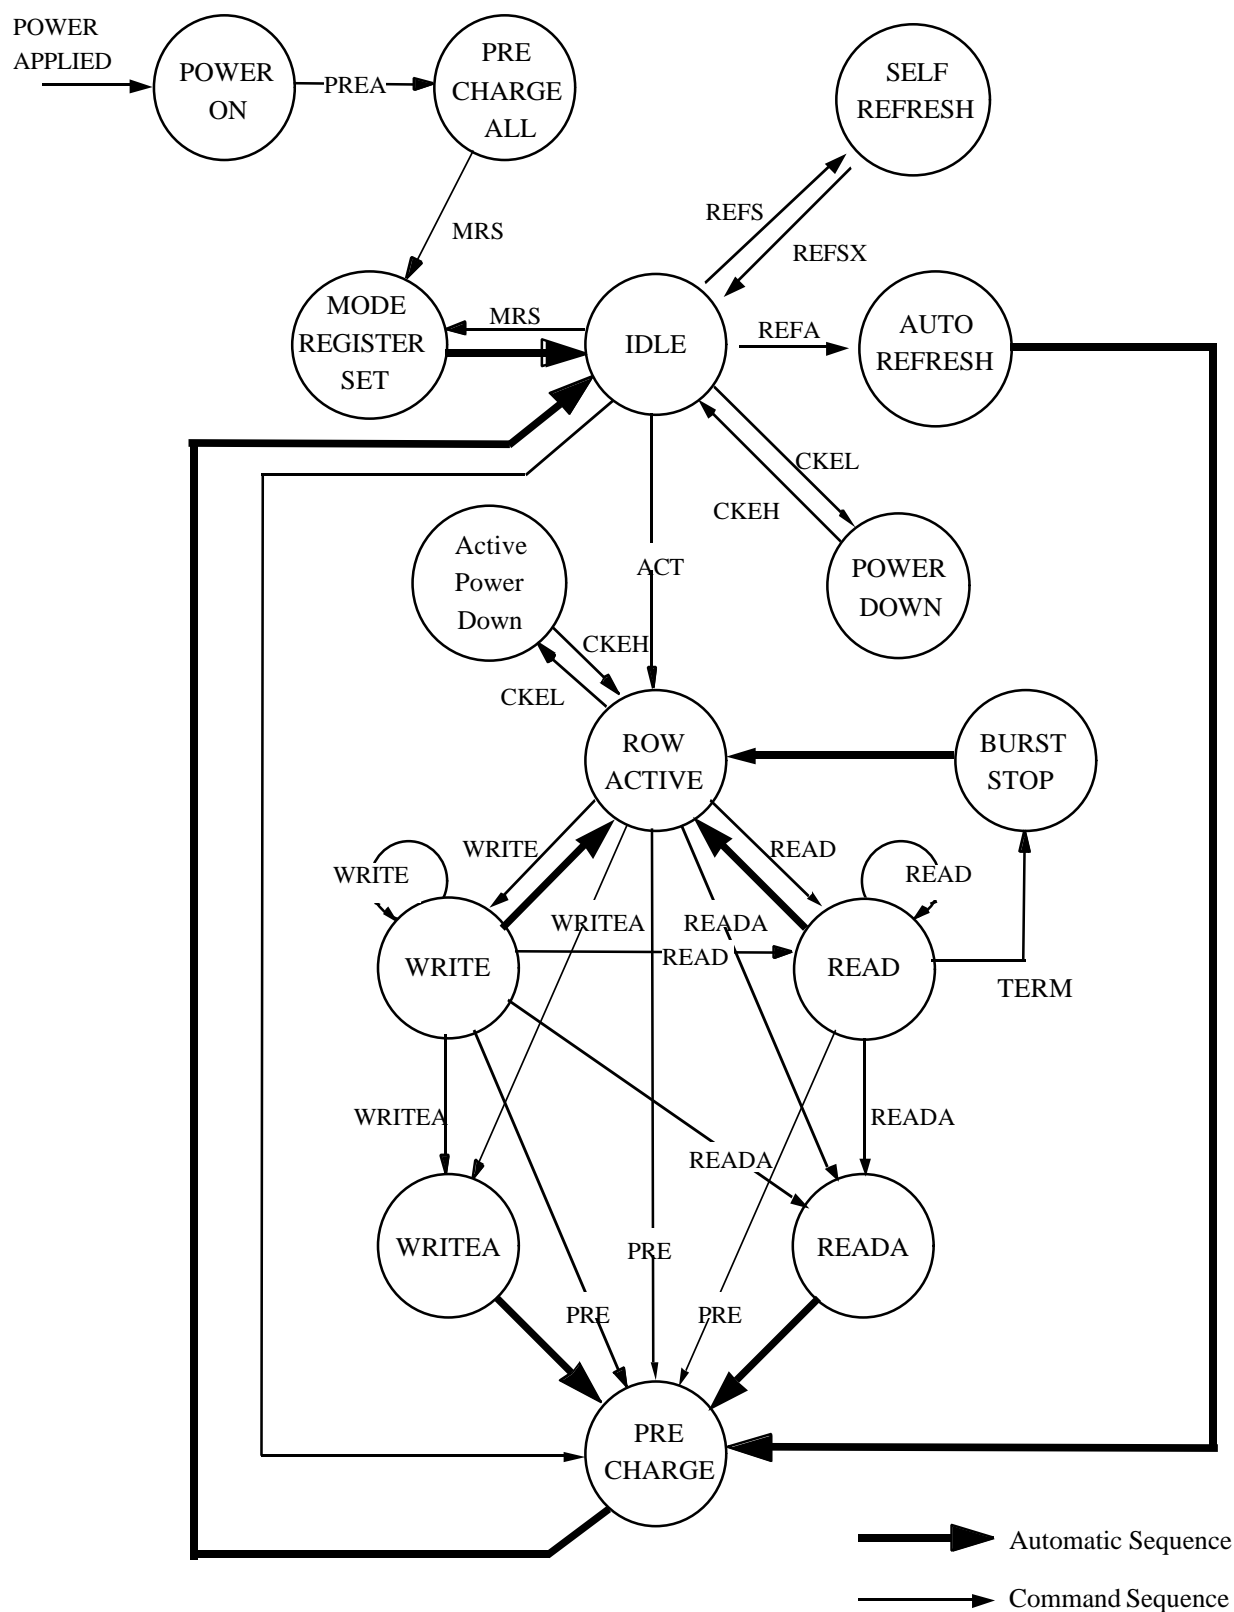 POWER
APPLIED
POWER
ON
PREA
PRE
CHARGE
ALL
SELF
REFRESH
MRS
REFS
REFSX
MODE
REGISTER
SET
MRS
IDLE
REFA
AUTO
REFRESH
CKEL
CKEH
Active
Power
Down
ACT
POWER
DOWN
CKEH
CKEL
ROW
ACTIVE
BURST
STOP
WRITE
READ
WRITE
READ
WRITEA
READA
WRITE
READ
READ
TERM
WRITEA
READA
READA
WRITEA
PRE
READA
PRE
PRE
PRE
CHARGE
Automatic Sequence
Command Sequence